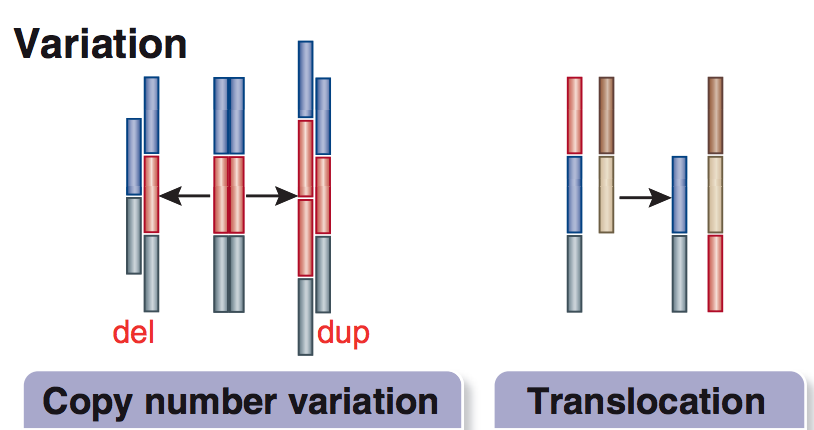 Variation
del
dup
Copy number variation
Translocation